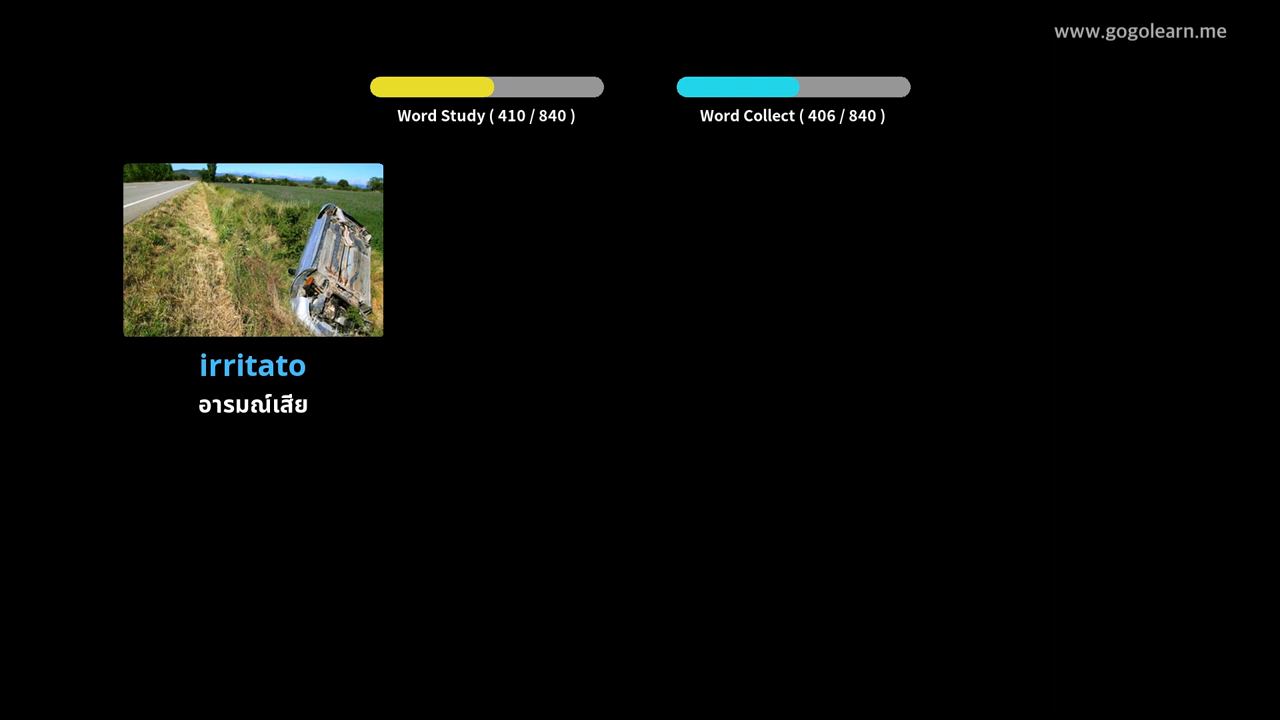 www.gogolearn.me
Word Study ( 410 / 840 )
Word Collect ( 406 / 840 )
irritato
อารมณ์เสีย